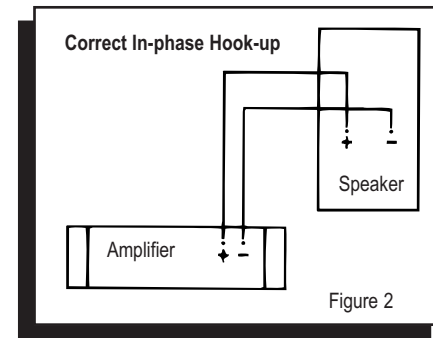 Correct In-phase Hook-up
+ -
Speaker
Amplifier
+ -
Figure 2